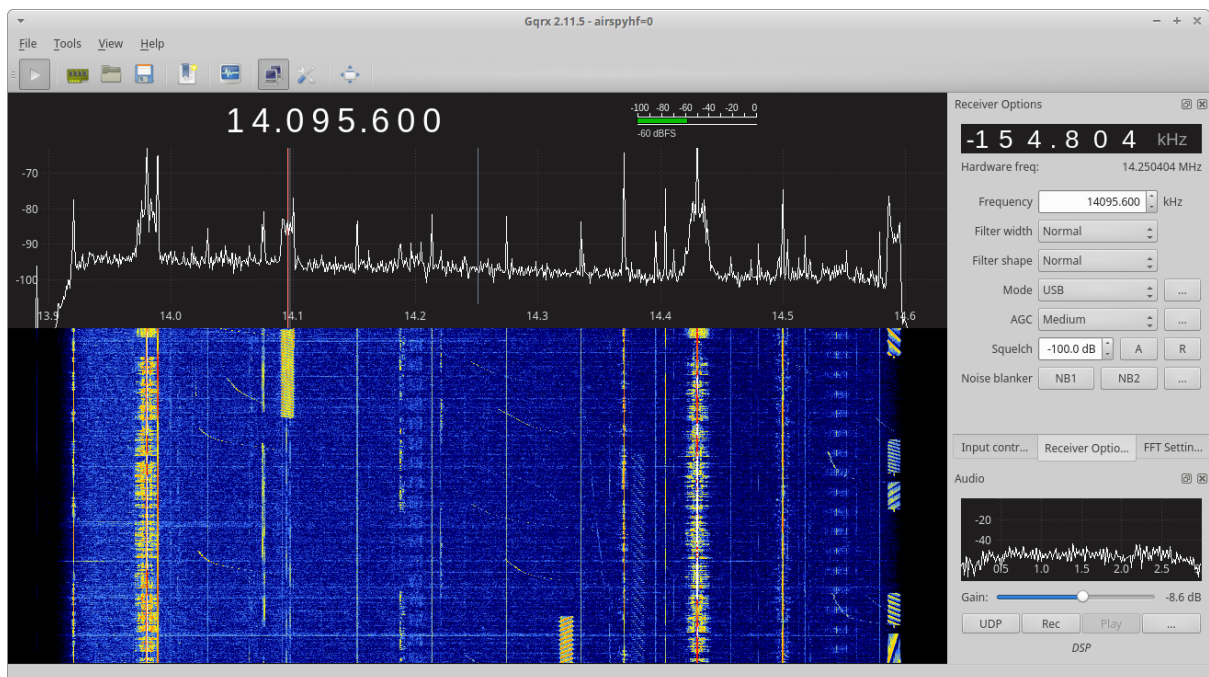 Gqrx 2.11.5 - airspyhf=0
File Tools View Help
14.095.600
-100 -80 -60 -40 -20 0
-60 dBFS
-70
-80
-90
-100
13.9 14.0 14.1 14.2 14.3 14.4 14.5 14.6
Receiver Options
-154.804 kHz
Hardware freq: 14.250404 MHz
Frequency 14095.600 kHz
Filter width Normal
Filter shape Normal
Mode USB ...
AGC Medium ...
Squelch -100.0 dB A R
Noise blanker NB1 NB2 ...
Input contr... Receiver Optio... FFT Settin...
Audio
-20
-40
0.5 1.0 1.5 2.0 2.5
Gain: -8.6 dB
UDP Rec Play ...
DSP